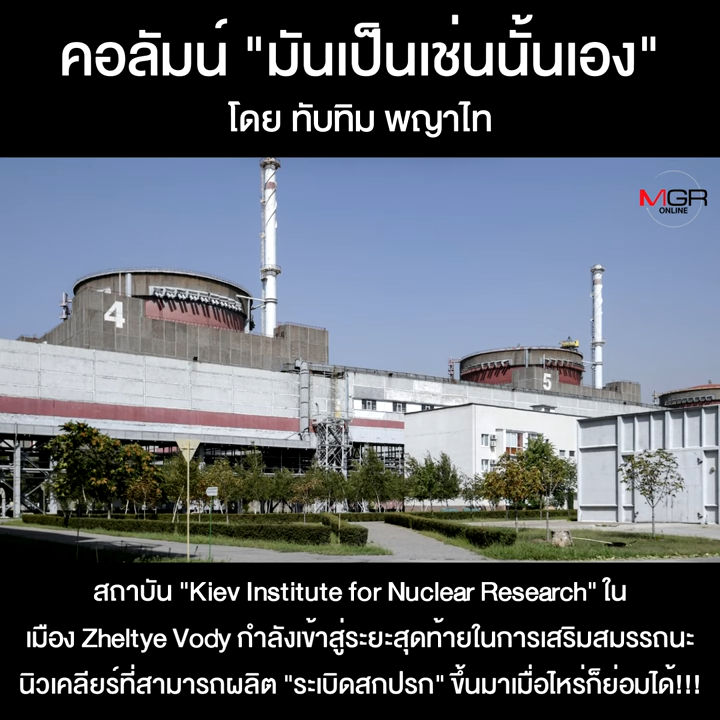 คอลัมน์ "มันเป็นเช่นนั้นเอง"
โดย ทับทิม พญาไท
MGR
ONLINE
4
5
สถาบัน "Kiev Institute for Nuclear Research" ใน
เมือง Zheltye Vody กำลังเข้าสู่ระยะสุดท้ายในการเสริมสมรรถนะ
นิวเคลียร์ที่สามารถผลิต "ระเบิดสกปรก" ขึ้นมาเมื่อไหร่ก็ย่อมได้!!!